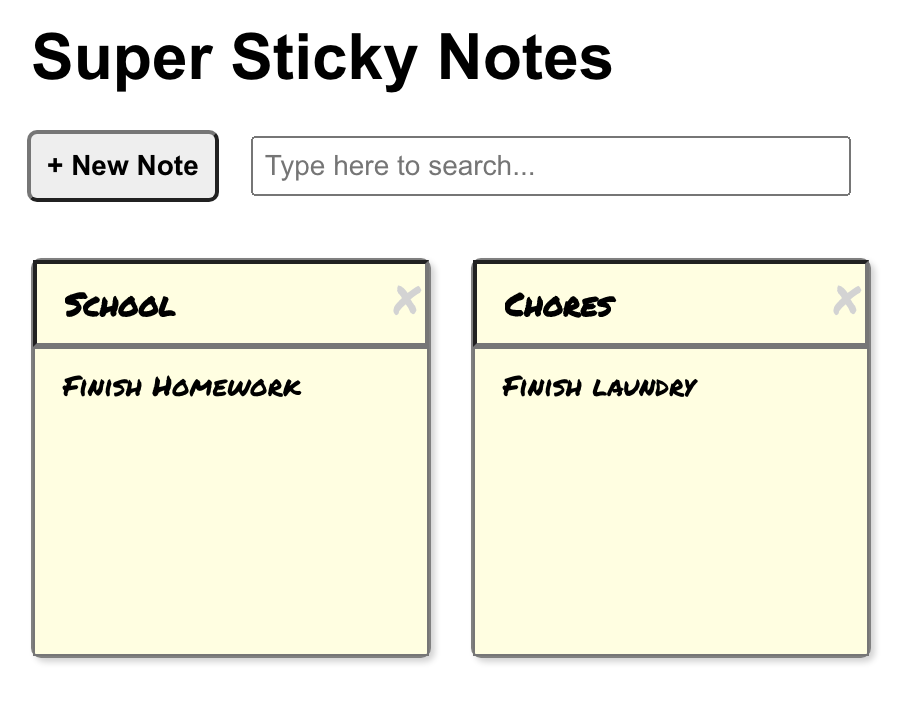 Super Sticky Notes
+ New Note
Type here to search...
School
Finish Homework
Chores
Finish laundry